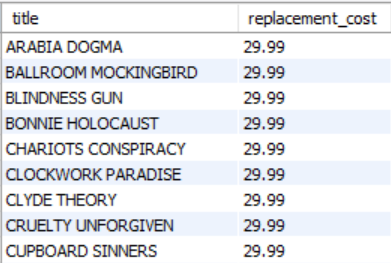 title replacement_cost
ARABIA DOGMA 29.99
BALLROOM MOCKINGBIRD 29.99
BLINDNESS GUN 29.99
BONNIE HOLOCAUST 29.99
CHARIOTS CONSPIRACY 29.99
CLOCKWORK PARADISE 29.99
CLYDE THEORY 29.99
CRUELTY UNFORGIVEN 29.99
CUPBOARD SINNERS 29.99